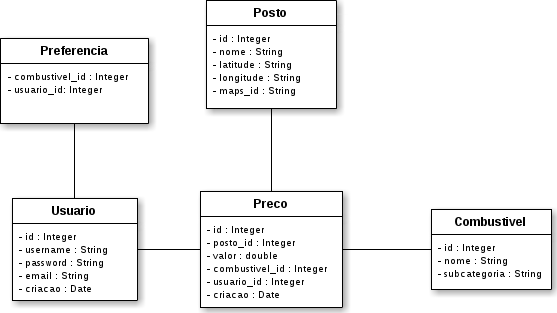 Posto
- id : Integer
- nome : String
- latitude : String
- longitude : String
- maps_id : String
Preferencia
- combustivel_id : Integer
- usuario_id: Integer
Usuario
- id : Integer
- username : String
- password : String
- email : String
- criacao : Date
Preco
- id : Integer
- posto_id : Integer
- valor : double
- combustivel_id : Integer
- usuario_id : Integer
- criacao : Date
Combustivel
- id : Integer
- nome : String
- subcategoria : String